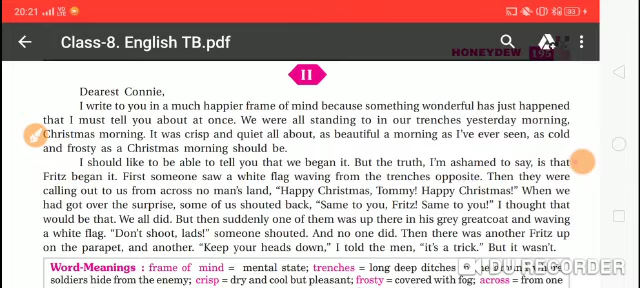 20:21
Class-8. English TB.pdf
HONEYDEW
II
Dearest Connie,
I write to you in a much happier frame of mind because something wonderful has just happened
that I must tell you about at once. We were all standing to in our trenches yesterday morning,
Christmas morning. It was crisp and quiet all about, as beautiful a morning as I've ever seen, as cold
and frosty as a Christmas morning should be.
I should like to be able to tell you that we began it. But the truth, I'm ashamed to say, is that
Fritz began it. First someone saw a white flag waving from the trenches opposite. Then they were
calling out to us from across no man's land, "Happy Christmas, Tommy! Happy Christmas!" When we
had got over the surprise, some of us shouted back, "Same to you, Fritz! Same to you!" I thought that
would be that. We all did. But then suddenly one of them was up there in his grey greatcoat and waving
a white flag. "Don't shoot, lads!" someone shouted. And no one did. Then there was another Fritz up
on the parapet, and another. "Keep your heads down," I told the men, "it's a trick." But it wasn't.
Word-Meanings : frame of mind = mental state; trenches = long deep ditches
soldiers hide from the enemy; crisp = dry and cool but pleasant; frosty = covered with fog; across = from one
DU RECORDER